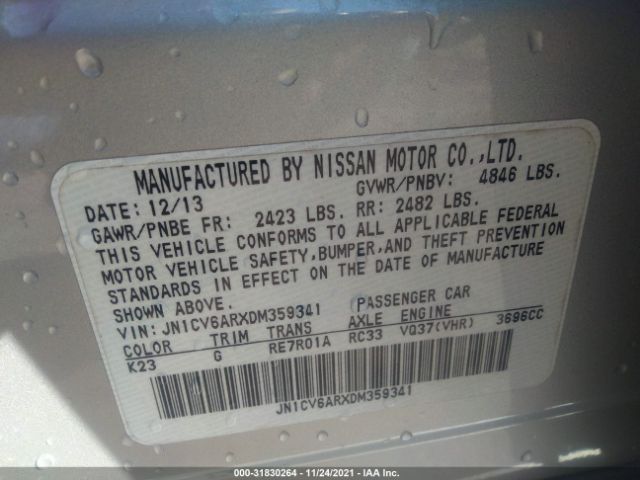 MANUFACTURED BY NISSAN MOTOR CO.,LTD.
DATE: 12/13 GVWR/PNBV: 4846 LBS.
GAWR/PNBE FR: 2423 LBS. RR: 2482 LBS.
THIS VEHICLE CONFORMS TO ALL APPLICABLE FEDERAL
MOTOR VEHICLE SAFETY,BUMPER,AND THEFT PREVENTION
STANDARDS IN EFFECT ON THE DATE OF MANUFACTURE
SHOWN ABOVE.
VIN: JN1CV6ARXDM359341 PASSENGER CAR
COLOR TRIM TRANS AXLE ENGINE
K23 G RE7R01A RC33 VQ37(VHR) 3696CC
JN1CV6ARXDM359341
000-31830264 - 11/24/2021 - IAA Inc.